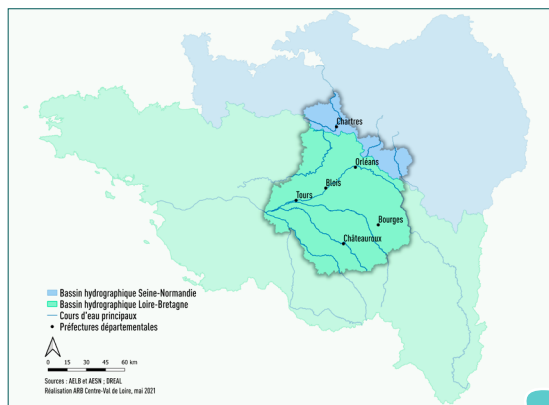 Chartres
Orléans
Blois
Tours
Bourges
Châteauroux
Bassin hydrographique Seine-Normandie
Bassin hydrographique Loire-Bretagne
Cours d'eau principaux
Préfectures départementales
0 15 30 45 60 km
Sources : AELB et AESN ; DREAL
Réalisation ARB Centre-Val de Loire, mai 2021